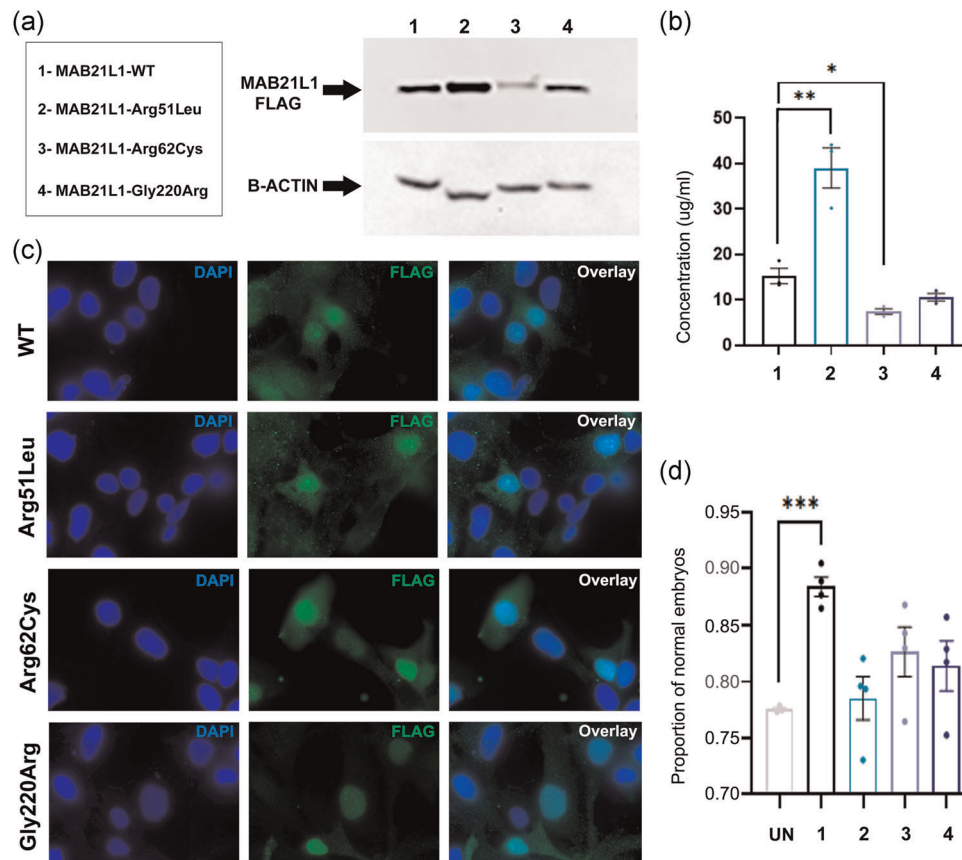 (a)
1- MAB21L1-WT
2- MAB21L1-Arg51Leu
3- MAB21L1-Arg62Cys
4- MAB21L1-Gly220Arg
1 2 3 4
MAB21L1
FLAG
B-ACTIN
(b)
*
**
Concentration (ug/ml)
50
40
30
20
10
0
1 2 3 4
(c)
WT
DAPI
FLAG
Overlay
Arg51Leu
DAPI
FLAG
Overlay
Arg62Cys
DAPI
FLAG
Overlay
Gly220Arg
DAPI
FLAG
Overlay
(d)
***
Proportion of normal embryos
0.95
0.90
0.85
0.80
0.75
0.70
UN 1 2 3 4